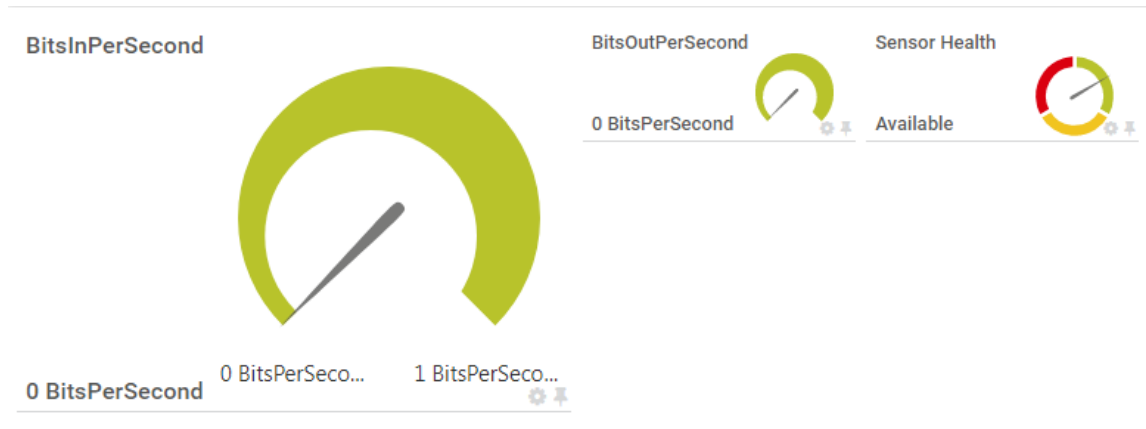 BitsInPerSecond
0 BitsPerSeco...
1 BitsPerSeco...
0 BitsPerSecond
BitsOutPerSecond
0 BitsPerSecond
Sensor Health
Available